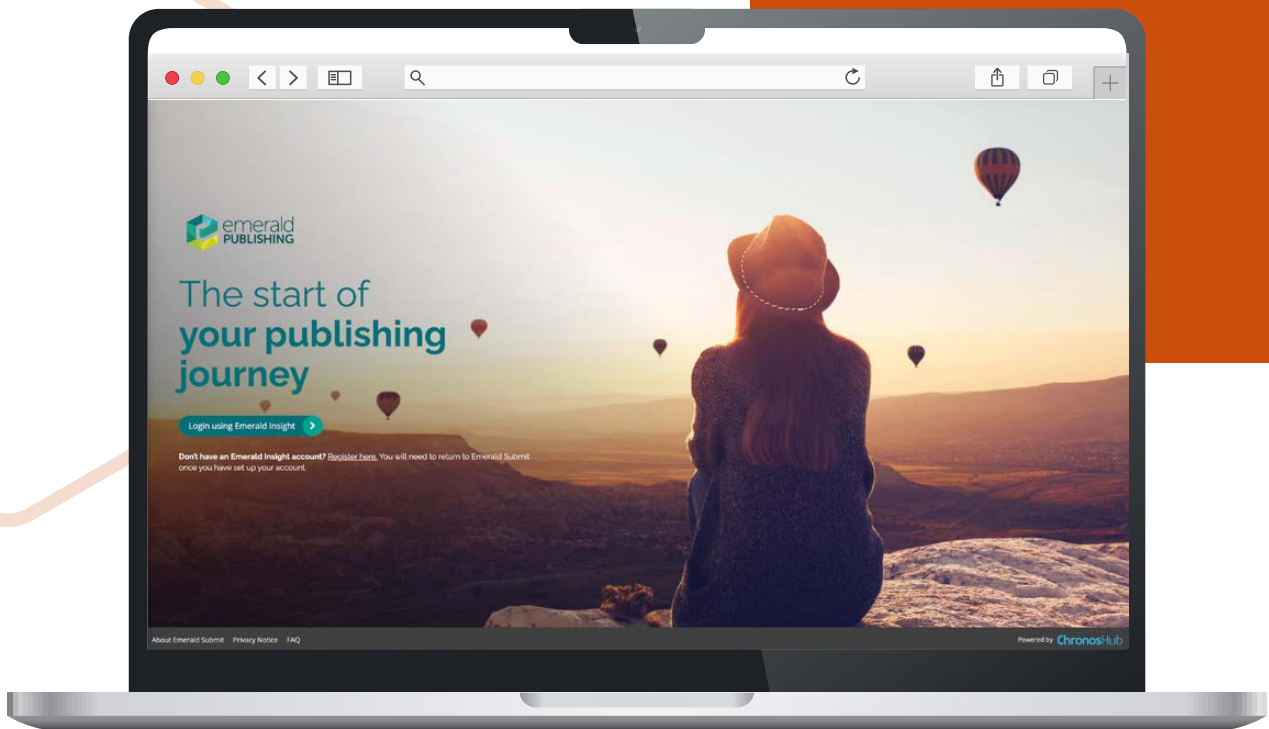 emerald
PUBLISHING
The start of
your publishing
journey
Login using Emerald Insight
Don't have an Emerald Insight account? Register here. You will need to return to Emerald Submit
once you have set up your account.
About Emerald Submit Privacy Notice FAQ
Powered by ChronosHub